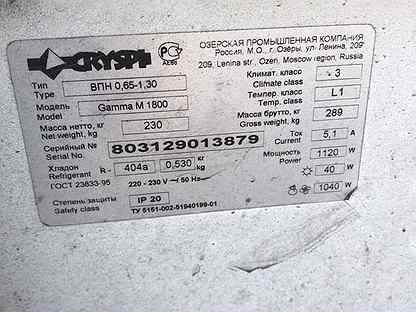 CRYSPI
РС
АЕ56
ОЗЕРСКАЯ ПРОМЫШЛЕННАЯ КОМПАНИЯ
Россия, М.О., г. Озёры, ул. Ленина, 209
209, Lenina str., Ozeri, Moscow region, Russia
Тип
Type
ВПН 0,65-1,30
Климат. класс
Climate class
3
Модель
Model
Gamma M 1800
Темпер. класс
Temp. class
L1
Масса нетто, кг
Net weight, kg
230
Масса брутто, кг
Gross weight, kg
289
Серийный №
Serial No.
803129013879
Ток
Current
5,1 A
Хладон
Refrigerant
R - 404a 0,530 кг
kg
Мощность
Power
1120 W
ГОСТ 23833-95
220 - 230 V ~ / 50 Hz
40 W
Степень защиты
Safety class
IP 20
1040 W
ТУ 5151-002-51940199-01